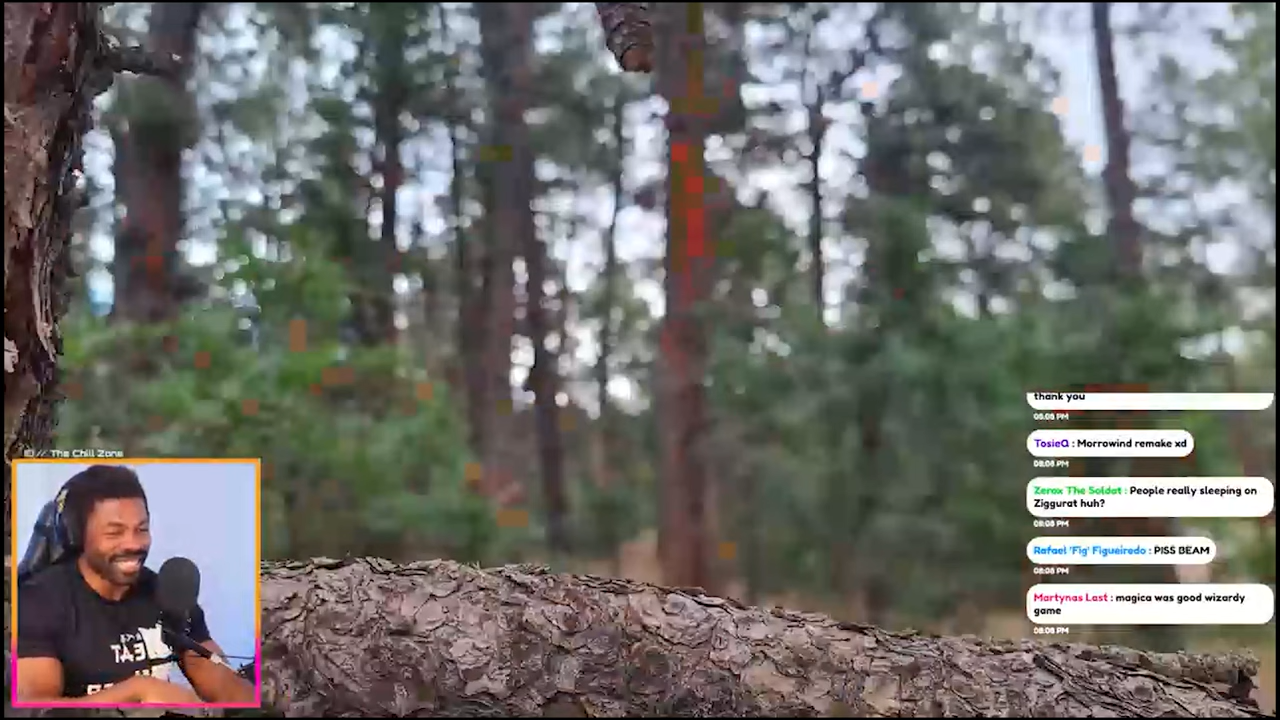 thank you
08:08 PM
TosieQ : Morrowind remake xd
08:08 PM
Zerox The Soldat : People really sleeping on
Ziggurat huh?
08:08 PM
Rafael 'Fig' Figueiredo : PISS BEAM
08:08 PM
Martynas Last : magica was good wizardy
game
08:08 PM
// The Chill Zone
EAT